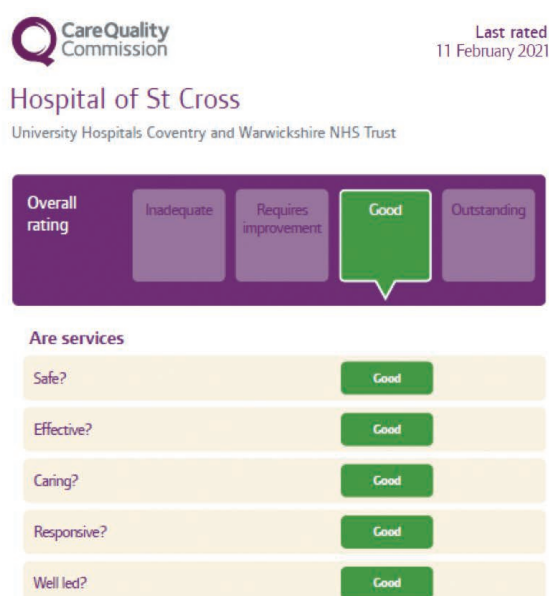 CareQuality
Commission
Last rated
11 February 2021
Hospital of St Cross
University Hospitals Coventry and Warwickshire NHS Trust
Overall
rating
Inadequate
Requires
improvement
Good
Outstanding
Are services
Safe? Good
Effective? Good
Caring? Good
Responsive? Good
Well led? Good